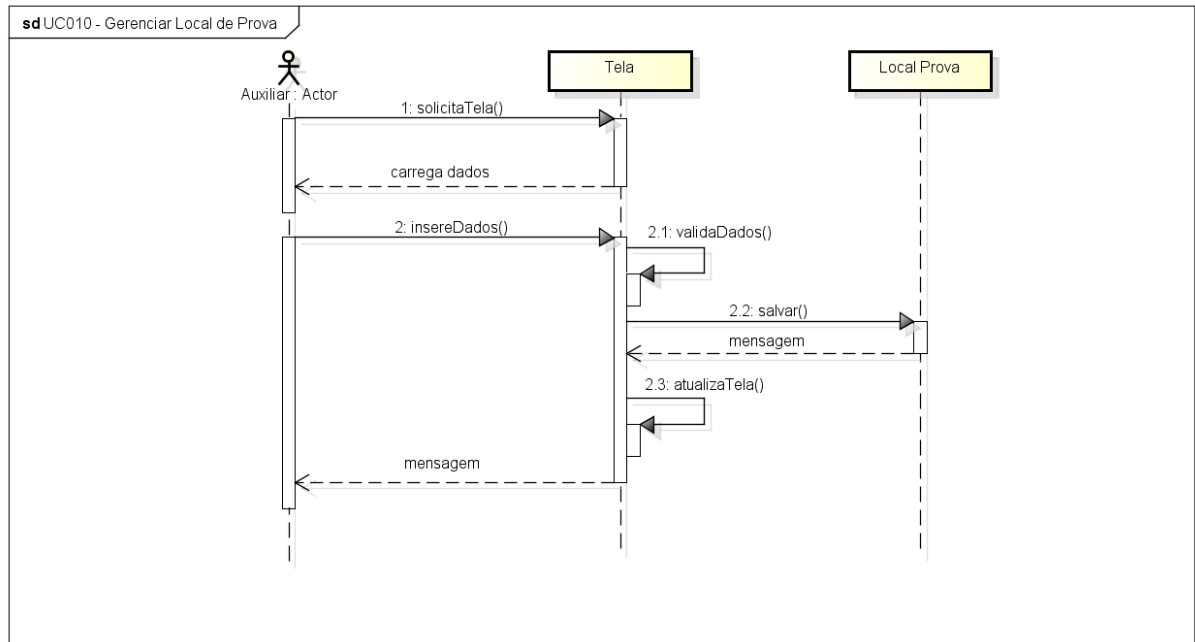 sd UC010 - Gerenciar Local de Prova
Auxiliar : Actor
Tela
Local Prova
1: solicitaTela()
carrega dados
2: insereDados()
2.1: validaDados()
2.2: salvar()
mensagem
2.3: atualizaTela()
mensagem